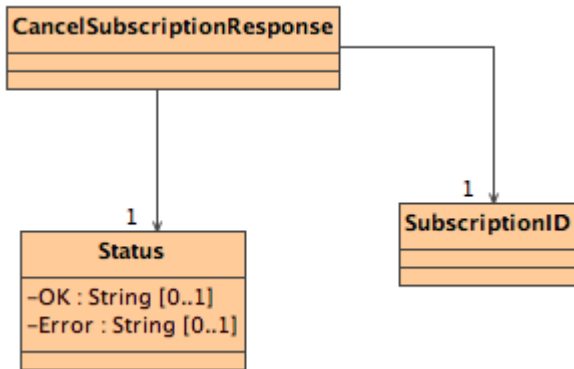 CancelSubscriptionResponse
1
1
SubscriptionID
Status
–OK : String [0..1]
–Error : String [0..1]